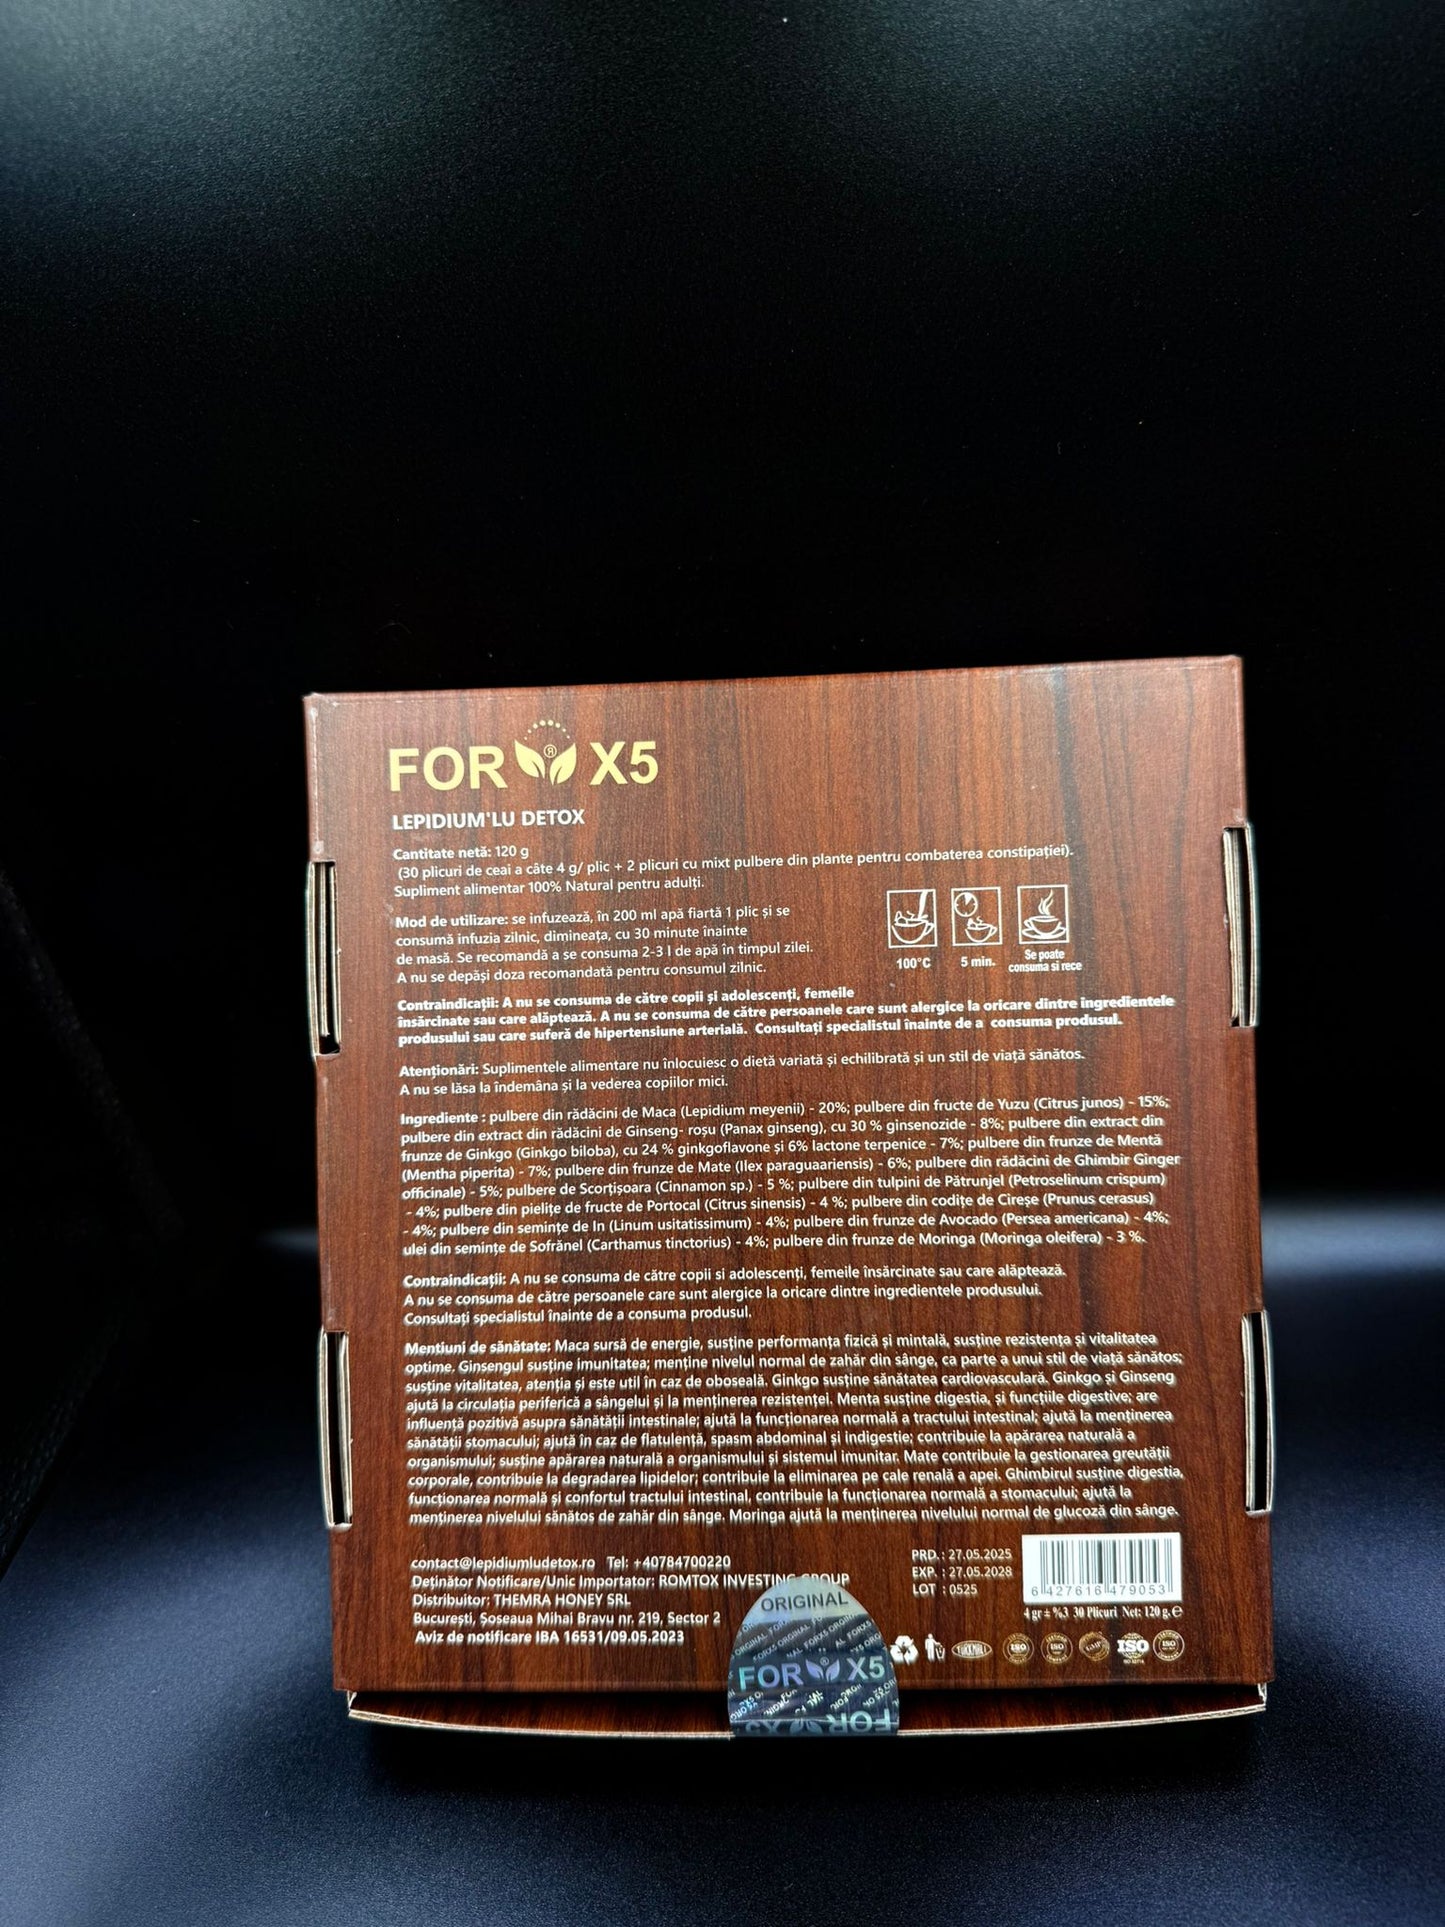 FOR ® X5
LEPIDIUM'LU DETOX
Cantitate netă: 120 g
(30 plicuri de ceai a câte 4 g/ plic + 2 plicuri cu mixt pulbere din plante pentru combaterea constipației).
Supliment alimentar 100% Natural pentru adulți.
Mod de utilizare: se infuzează, în 200 ml apă fiartă 1 plic și se
consumă infuzia zilnic, dimineața, cu 30 minute înainte
de masă. Se recomandă a se consuma 2-3 l de apă în timpul zilei.
A nu se depăși doza recomandată pentru consumul zilnic.
100°C
5 min.
Se poate
consuma si rece
Contraindicații: A nu se consuma de către copii și adolescenți, femeile
însărcinate sau care alăptează. A nu se consuma de către persoanele care sunt alergice la oricare dintre ingredientele
produsului sau care suferă de hipertensiune arterială. Consultați specialistul înainte de a consuma produsul.
Atenționări: Suplimentele alimentare nu înlocuiesc o dietă variată și echilibrată și un stil de viață sănătos.
A nu se lăsa la îndemâna și la vederea copiilor mici.
Ingrediente : pulbere din rădăcini de Maca (Lepidium meyenii) - 20%; pulbere din fructe de Yuzu (Citrus junos) - 15%;
pulbere din extract din rădăcini de Ginseng- roșu (Panax ginseng), cu 30 % ginsenozide - 8%; pulbere din extract din
frunze de Ginkgo (Ginkgo biloba), cu 24 % ginkgoflavone și 6% lactone terpenice - 7%; pulbere din frunze de Mentă
(Mentha piperita) - 7%; pulbere din frunze de Mate (Ilex paraguaariensis) - 6%; pulbere din rădăcini de Ghimbir Ginger
officinale) - 5%; pulbere de Scorțișoara (Cinnamon sp.) - 5 %; pulbere din tulpini de Pătrunjel (Petroselinum crispum)
- 4%; pulbere din pielițe de fructe de Portocal (Citrus sinensis) - 4 %; pulbere din codițe de Cireșe (Prunus cerasus)
- 4%; pulbere din semințe de In (Linum usitatissimum) - 4%; pulbere din frunze de Avocado (Persea americana) - 4%;
ulei din semințe de Sofrănel (Carthamus tinctorius) - 4%; pulbere din frunze de Moringa (Moringa oleifera) - 3 %.
Contraindicații: A nu se consuma de către copii si adolescenți, femeile însărcinate sau care alăptează.
A nu se consuma de către persoanele care sunt alergice la oricare dintre ingredientele produsului.
Consultați specialistul înainte de a consuma produsul.
Mentiuni de sănătate: Maca sursă de energie, susține performanța fizică și mintală, susține rezistența și vitalitatea
optime. Ginsengul susține imunitatea; menține nivelul normal de zahăr din sânge, ca parte a unui stil de viață sănătos;
susține vitalitatea, atenția și este util în caz de oboseală. Ginkgo susține sănătatea cardiovasculară. Ginkgo și Ginseng
ajută la circulația periferică a sângelui și la menținerea rezistenței. Menta susține digestia, și funcțiile digestive; are
influență pozitivă asupra sănătății intestinale; ajută la funcționarea normală a tractului intestinal; ajută la menținerea
sănătății stomacului; ajută în caz de flatulență, spasm abdominal și indigestie; contribuie la apărarea naturală a
organismului; susține apărarea naturală a organismului și sistemul imunitar. Mate contribuie la gestionarea greutății
corporale, contribuie la degradarea lipidelor; contribuie la eliminarea pe cale renală a apei. Ghimbirul susține digestia,
funcționarea normală și confortul tractului intestinal, contribuie la funcționarea normală a stomacului; ajută la
menținerea nivelului sănătos de zahăr din sânge. Moringa ajută la menținerea nivelului normal de glucoză din sânge.
contact@lepidiumludetox.ro Tel: +40784700220
Deținător Notificare/Unic Importator: ROMTOX INVESTING GROUP
Distribuitor: THEMRA HONEY SRL
București, Șoseaua Mihai Bravu nr. 219, Sector 2
Aviz de notificare IBA 16531/09.05.2023
PRD. : 27.05.2025
EXP. : 27.05.2028
LOT : 0525
6 427616 479053
4 gr ± %3 30 Plicuri Net: 120 g. e
ISO
ISO
GMP
ISO
ISO
ORIGINAL
FOR ® X5